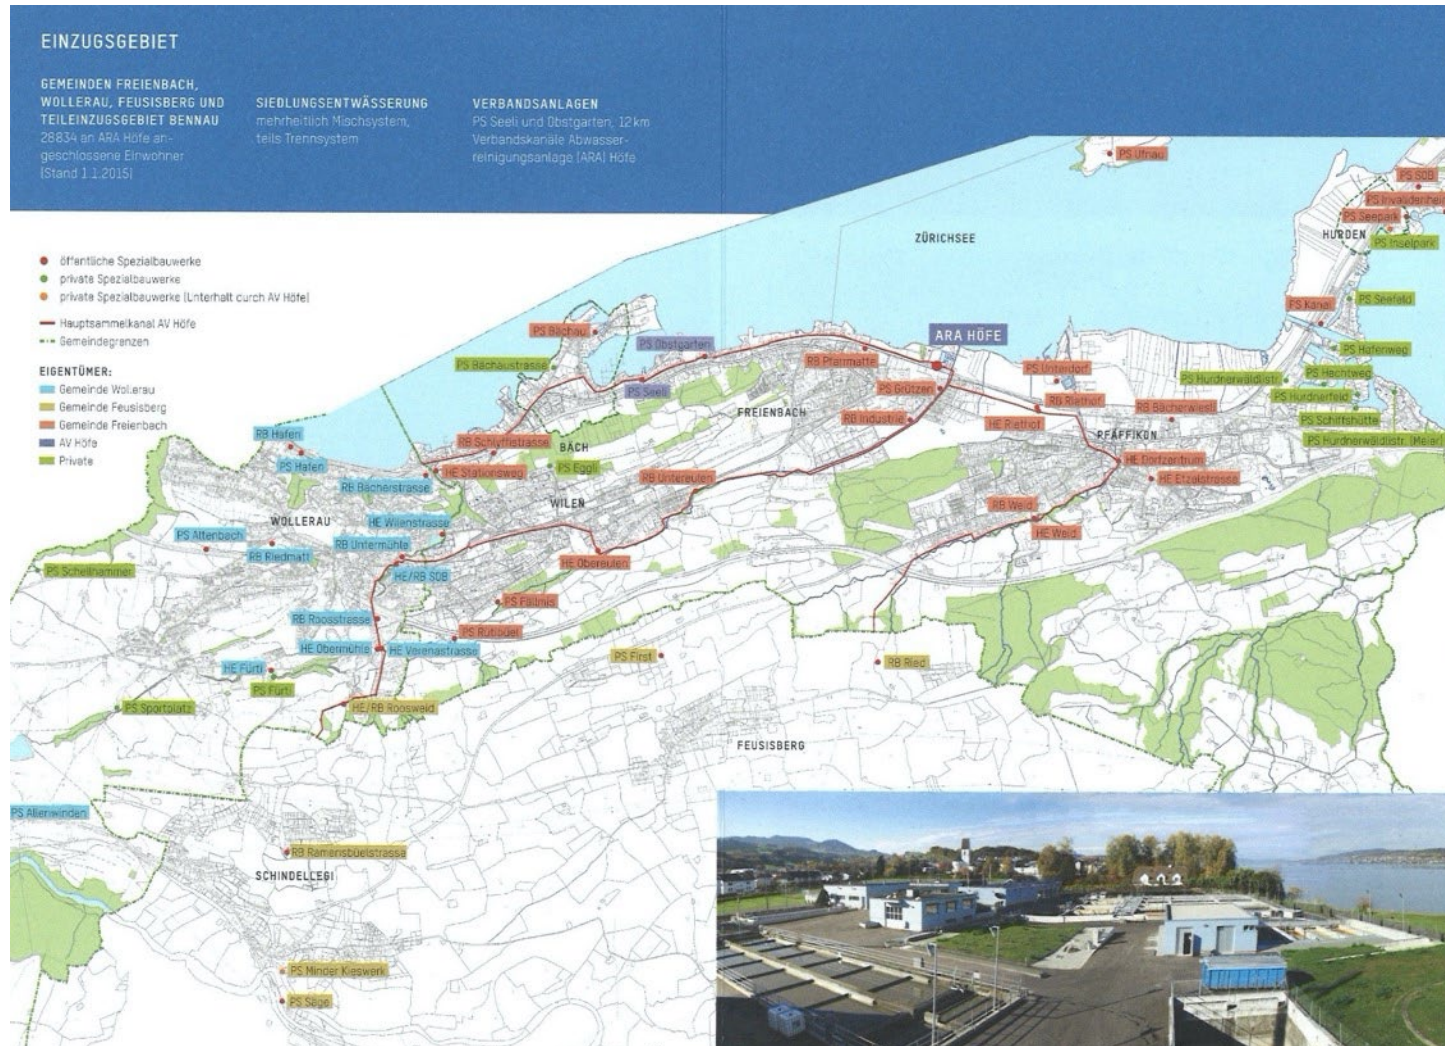 EINZUGSGEBIET
GEMEINDEN FREIENBACH,
WOLLERAU, FEUSISBERG UND
TEILEINZUGSGEBIET BENNAU
28834 an ARA Höfe an-
geschlossene Einwohner
(Stand 1.1.2015)
SIEDLUNGSENTWÄSSERUNG
mehrheitlich Mischsystem,
teils Trennsystem
VERBANDSANLAGEN
PS Seeli und Obstgarten, 12 km
Verbandskanäle Abwasser-
reinigungsanlage (ARA) Höfe
öffentliche Spezialbauwerke
private Spezialbauwerke
private Spezialbauwerke (Unterhalt durch AV Höfe)
Hauptsammelkanal AV Höfe
Gemeindegrenzen
EIGENTÜMER:
Gemeinde Wollerau
Gemeinde Feusisberg
Gemeinde Freienbach
AV Höfe
Private
PS Ufnau
PS SOB
PS Invalidenheim
PS Seepark
HURDEN
PS Inselpark
ZÜRICHSEE
PS Seefeld
PS Kanal
PS Bächau
ARA HÖFE
PS Obstgarten
PS Hafenweg
RB Pfarrmatte
PS Bächaustrasse
PS Unterdorf
PS Hechtweg
PS Hurdnerwäldlistr.
PS Grützen
PS Seeli
PS Hurdnerfeld
RB Riethof
RB Bächerwiesli
FREIENBACH
RB Industrie
HE Riethof
PS Schiffshütte
RB Hafen
RB Schlyffistrasse
BÄCH
PFÄFFIKON
PS Hurdnerwäldlistr. (Meier)
PS Hafen
HE Stationsweg
PS Eggli
HE Dorfzentrum
RB Bächerstrasse
RB Untereulen
HE Etzelstrasse
WILEN
RB Weid
WOLLERAU
HE Wilenstrasse
HE Weid
PS Altenbach
RB Untermühle
RB Riedmatt
HE Obereulen
PS Schellhammer
HE/RB SOB
PS Fällmis
RB Roosstrasse
PS Rütibüel
HE Obermühle
HE Verenastrasse
PS First
RB Ried
HE Fürti
PS Fürti
PS Sportplatz
HE/RB Roosweid
FEUSISBERG
PS Allenwinden
RB Ramensbüelstrasse
SCHINDELLEGI
PS Minder Kieswerk
PS Säge